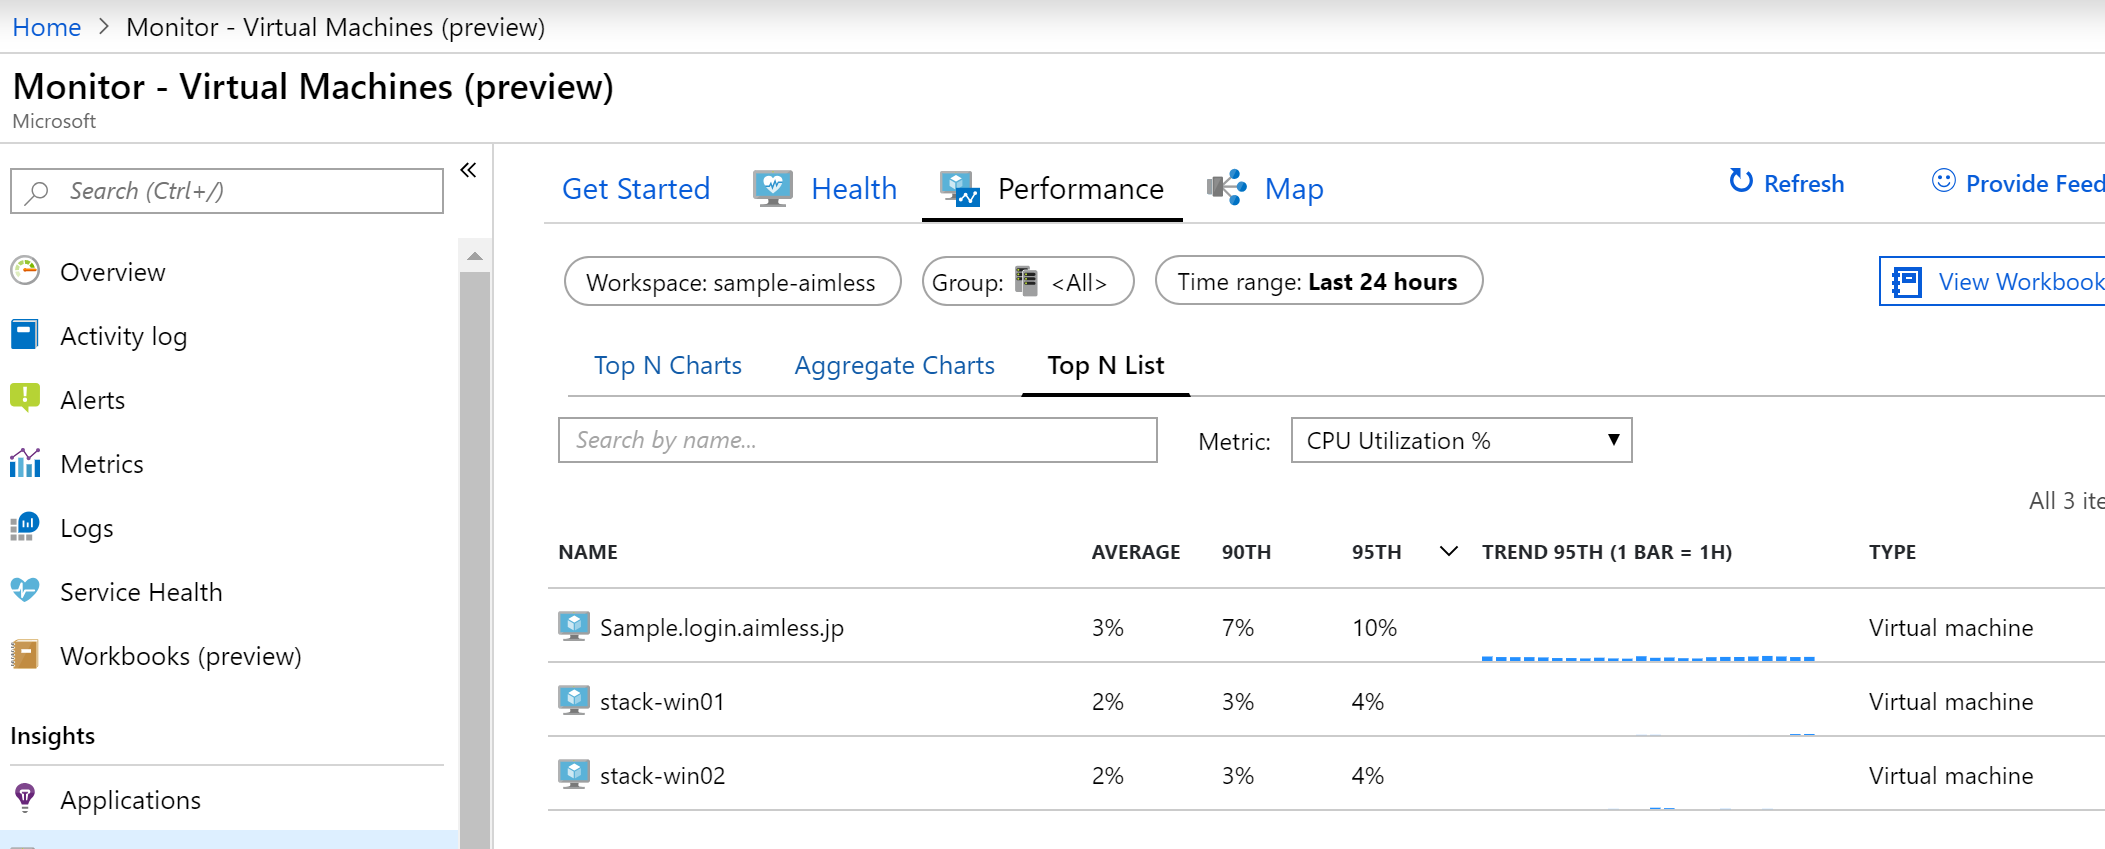 Home > Monitor - Virtual Machines (preview)
Monitor - Virtual Machines (preview)
Microsoft
Search (Ctrl+/)
«
Overview
Activity log
Alerts
Metrics
Logs
Service Health
Workbooks (preview)
Insights
Applications
Get Started Health Performance Map
Refresh Provide Feed
Workspace: sample-aimless Group: <All> Time range: Last 24 hours
View Workbook
Top N Charts Aggregate Charts Top N List
Search by name... Metric: CPU Utilization %
All 3 ite
NAME AVERAGE 90TH 95TH TREND 95TH (1 BAR = 1H) TYPE
Sample.login.aimless.jp 3% 7% 10% Virtual machine
stack-win01 2% 3% 4% Virtual machine
stack-win02 2% 3% 4% Virtual machine